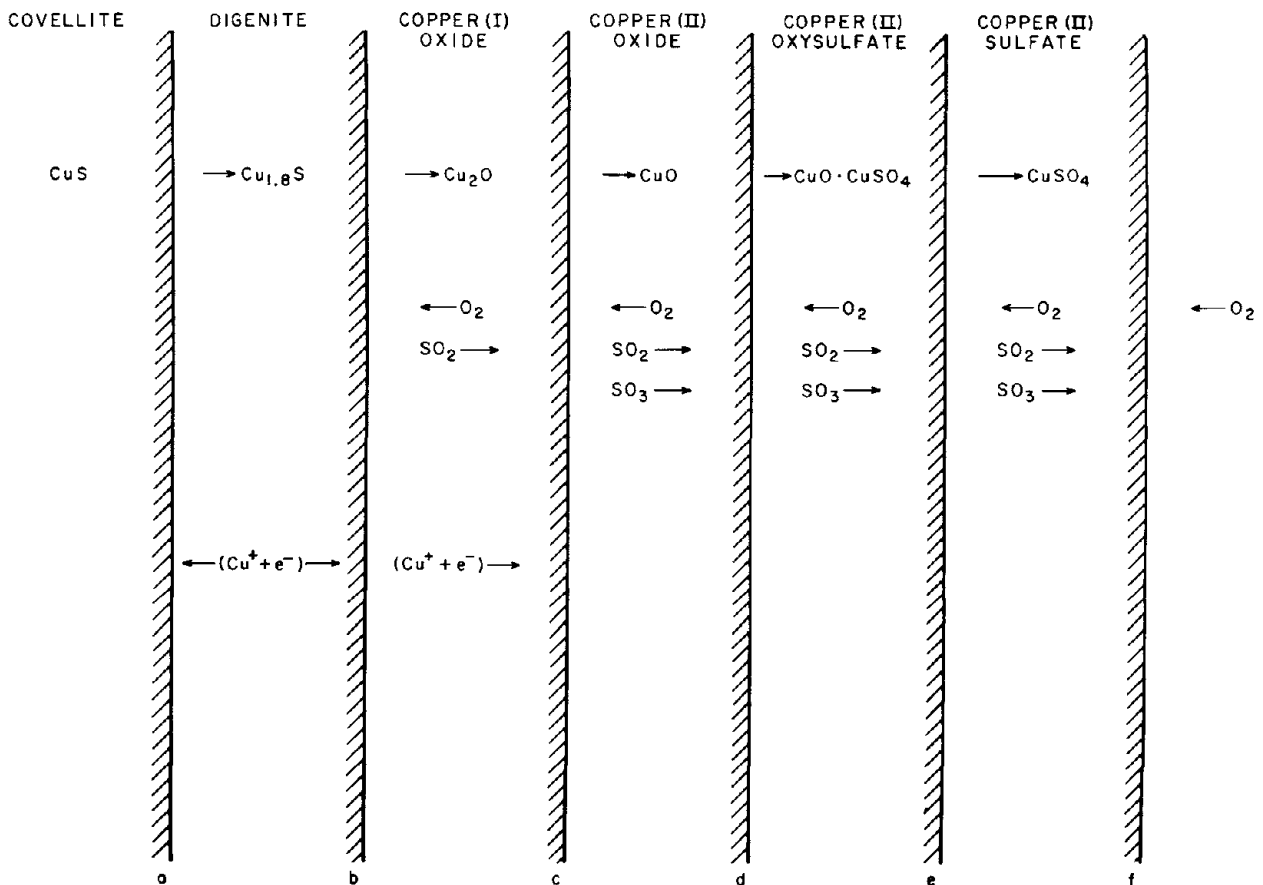 COVELLITE DIGENITE COPPER (I) COPPER (II) COPPER (II) COPPER (II)
OXIDE OXIDE OXYSULFATE SULFATE
CuS →Cu1.8S →Cu2O →CuO →CuO·CuSO4 →CuSO4
←O2 ←O2 ←O2 ←O2 ←O2
SO2→ SO2→ SO2→ SO2→
SO3→ SO3→ SO3→
←(Cu⁺+e⁻)→ (Cu⁺+e⁻)→
a b c d e f